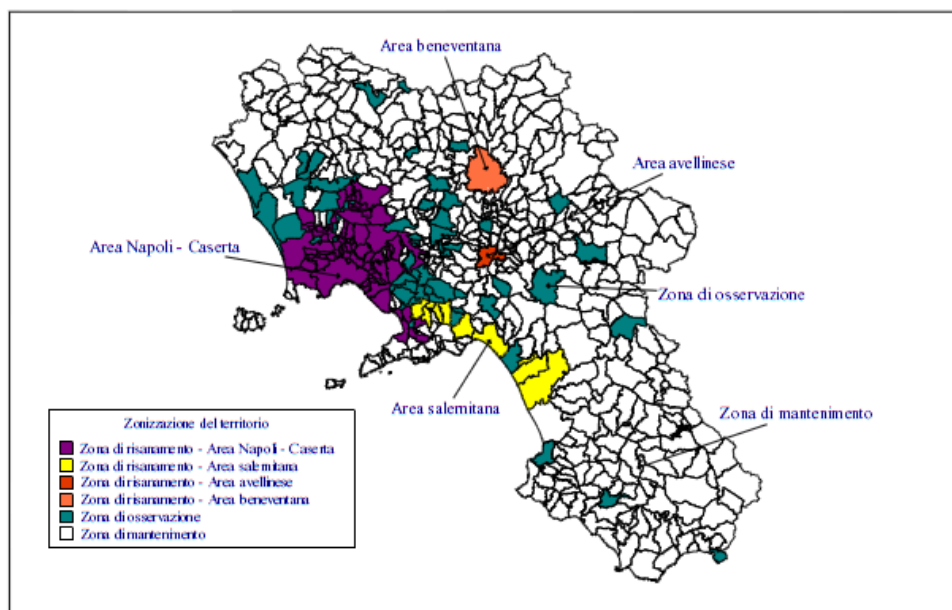 Area beneventana
Area avellinese
Area Napoli - Caserta
Zona di osservazione
Area salernitana
Zona di mantenimento
Zonizzazione del territorio
Zona di risanamento - Area Napoli - Caserta
Zona di risanamento - Area salernitana
Zona di risanamento - Area avellinese
Zona di risanamento - Area beneventana
Zona di osservazione
Zona di mantenimento